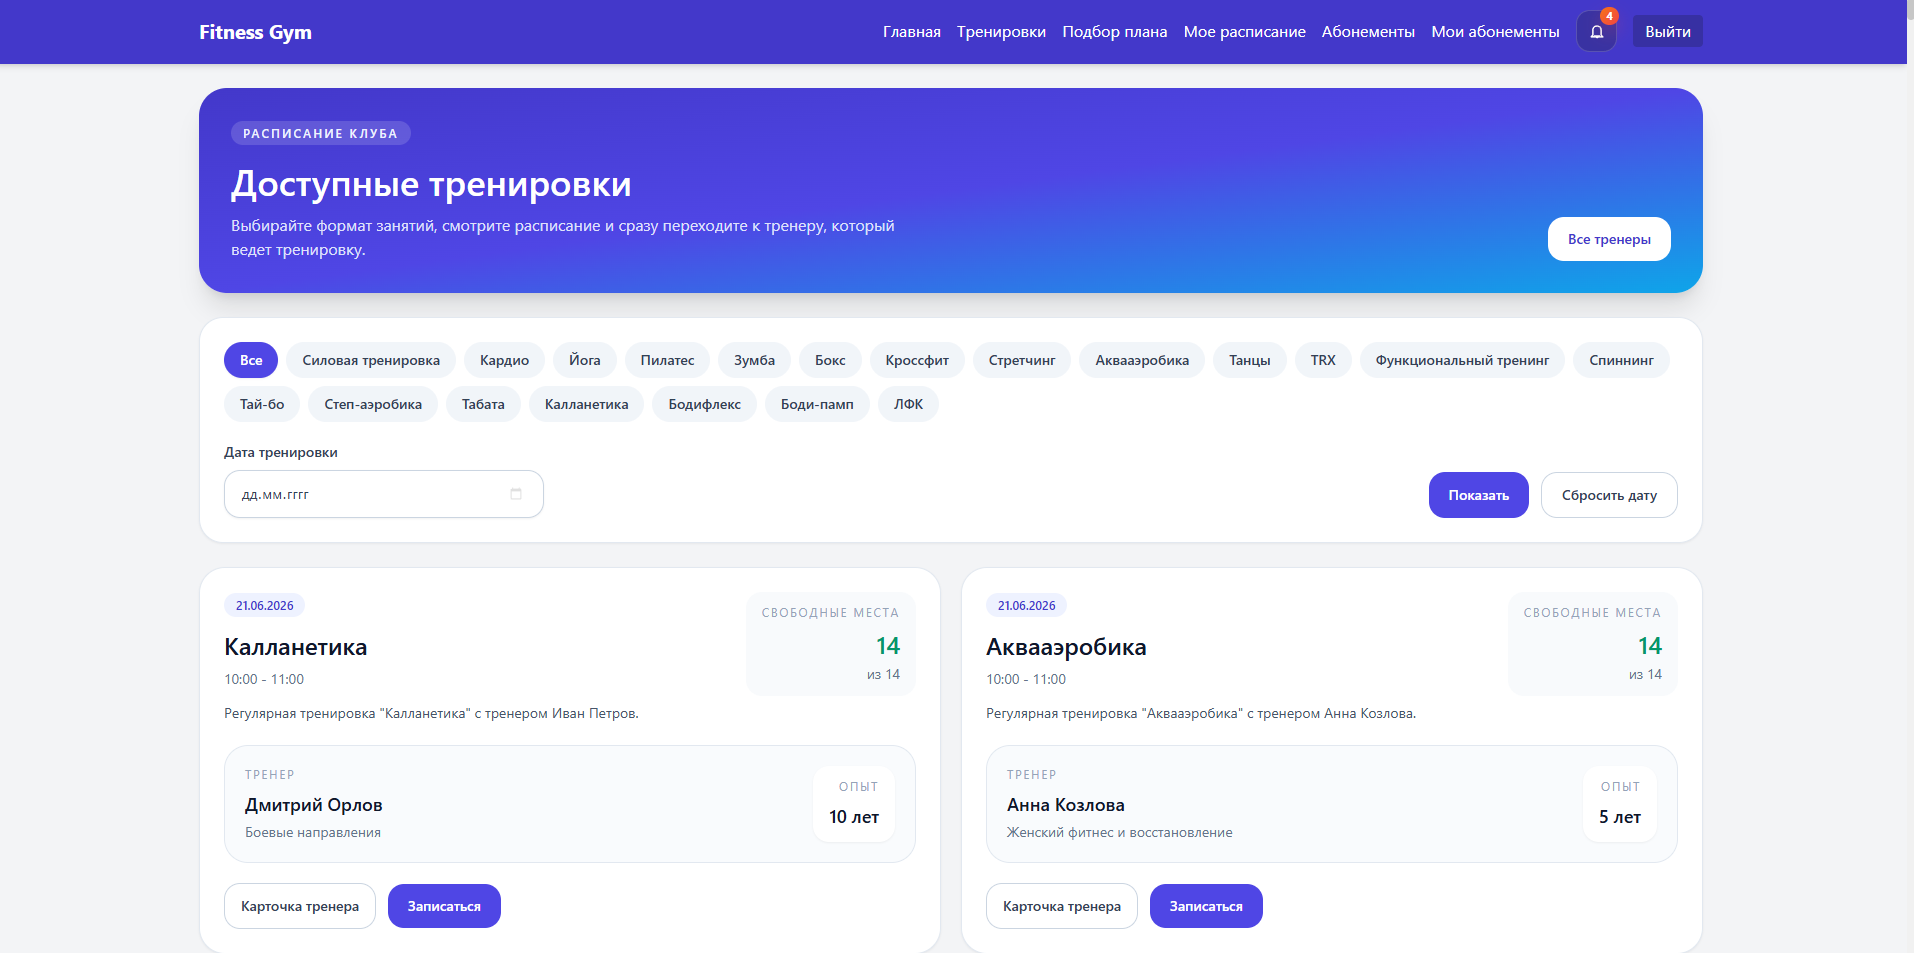 Fitness Gym
Главная Тренировки Подбор плана Мое расписание Абонементы Мои абонементы 4 Выйти
РАСПИСАНИЕ КЛУБА
Доступные тренировки
Выбирайте формат занятий, смотрите расписание и сразу переходите к тренеру, который
ведет тренировку.
Все тренеры
Все Силовая тренировка Кардио Йога Пилатес Зумба Бокс Кроссфит Стретчинг Аквааэробика Танцы TRX Функциональный тренинг Спиннинг
Тай-бо Степ-аэробика Табата Калланетика Бодифлекс Боди-памп ЛФК
Дата тренировки
дд.мм.гггг
Показать Сбросить дату
21.06.2026
СВОБОДНЫЕ МЕСТА
Калланетика
14
10:00 - 11:00
из 14
Регулярная тренировка "Калланетика" с тренером Иван Петров.
ТРЕНЕР
ОПЫТ
Дмитрий Орлов
10 лет
Боевые направления
Карточка тренера Записаться
21.06.2026
СВОБОДНЫЕ МЕСТА
Аквааэробика
14
10:00 - 11:00
из 14
Регулярная тренировка "Аквааэробика" с тренером Анна Козлова.
ТРЕНЕР
ОПЫТ
Анна Козлова
5 лет
Женский фитнес и восстановление
Карточка тренера Записаться